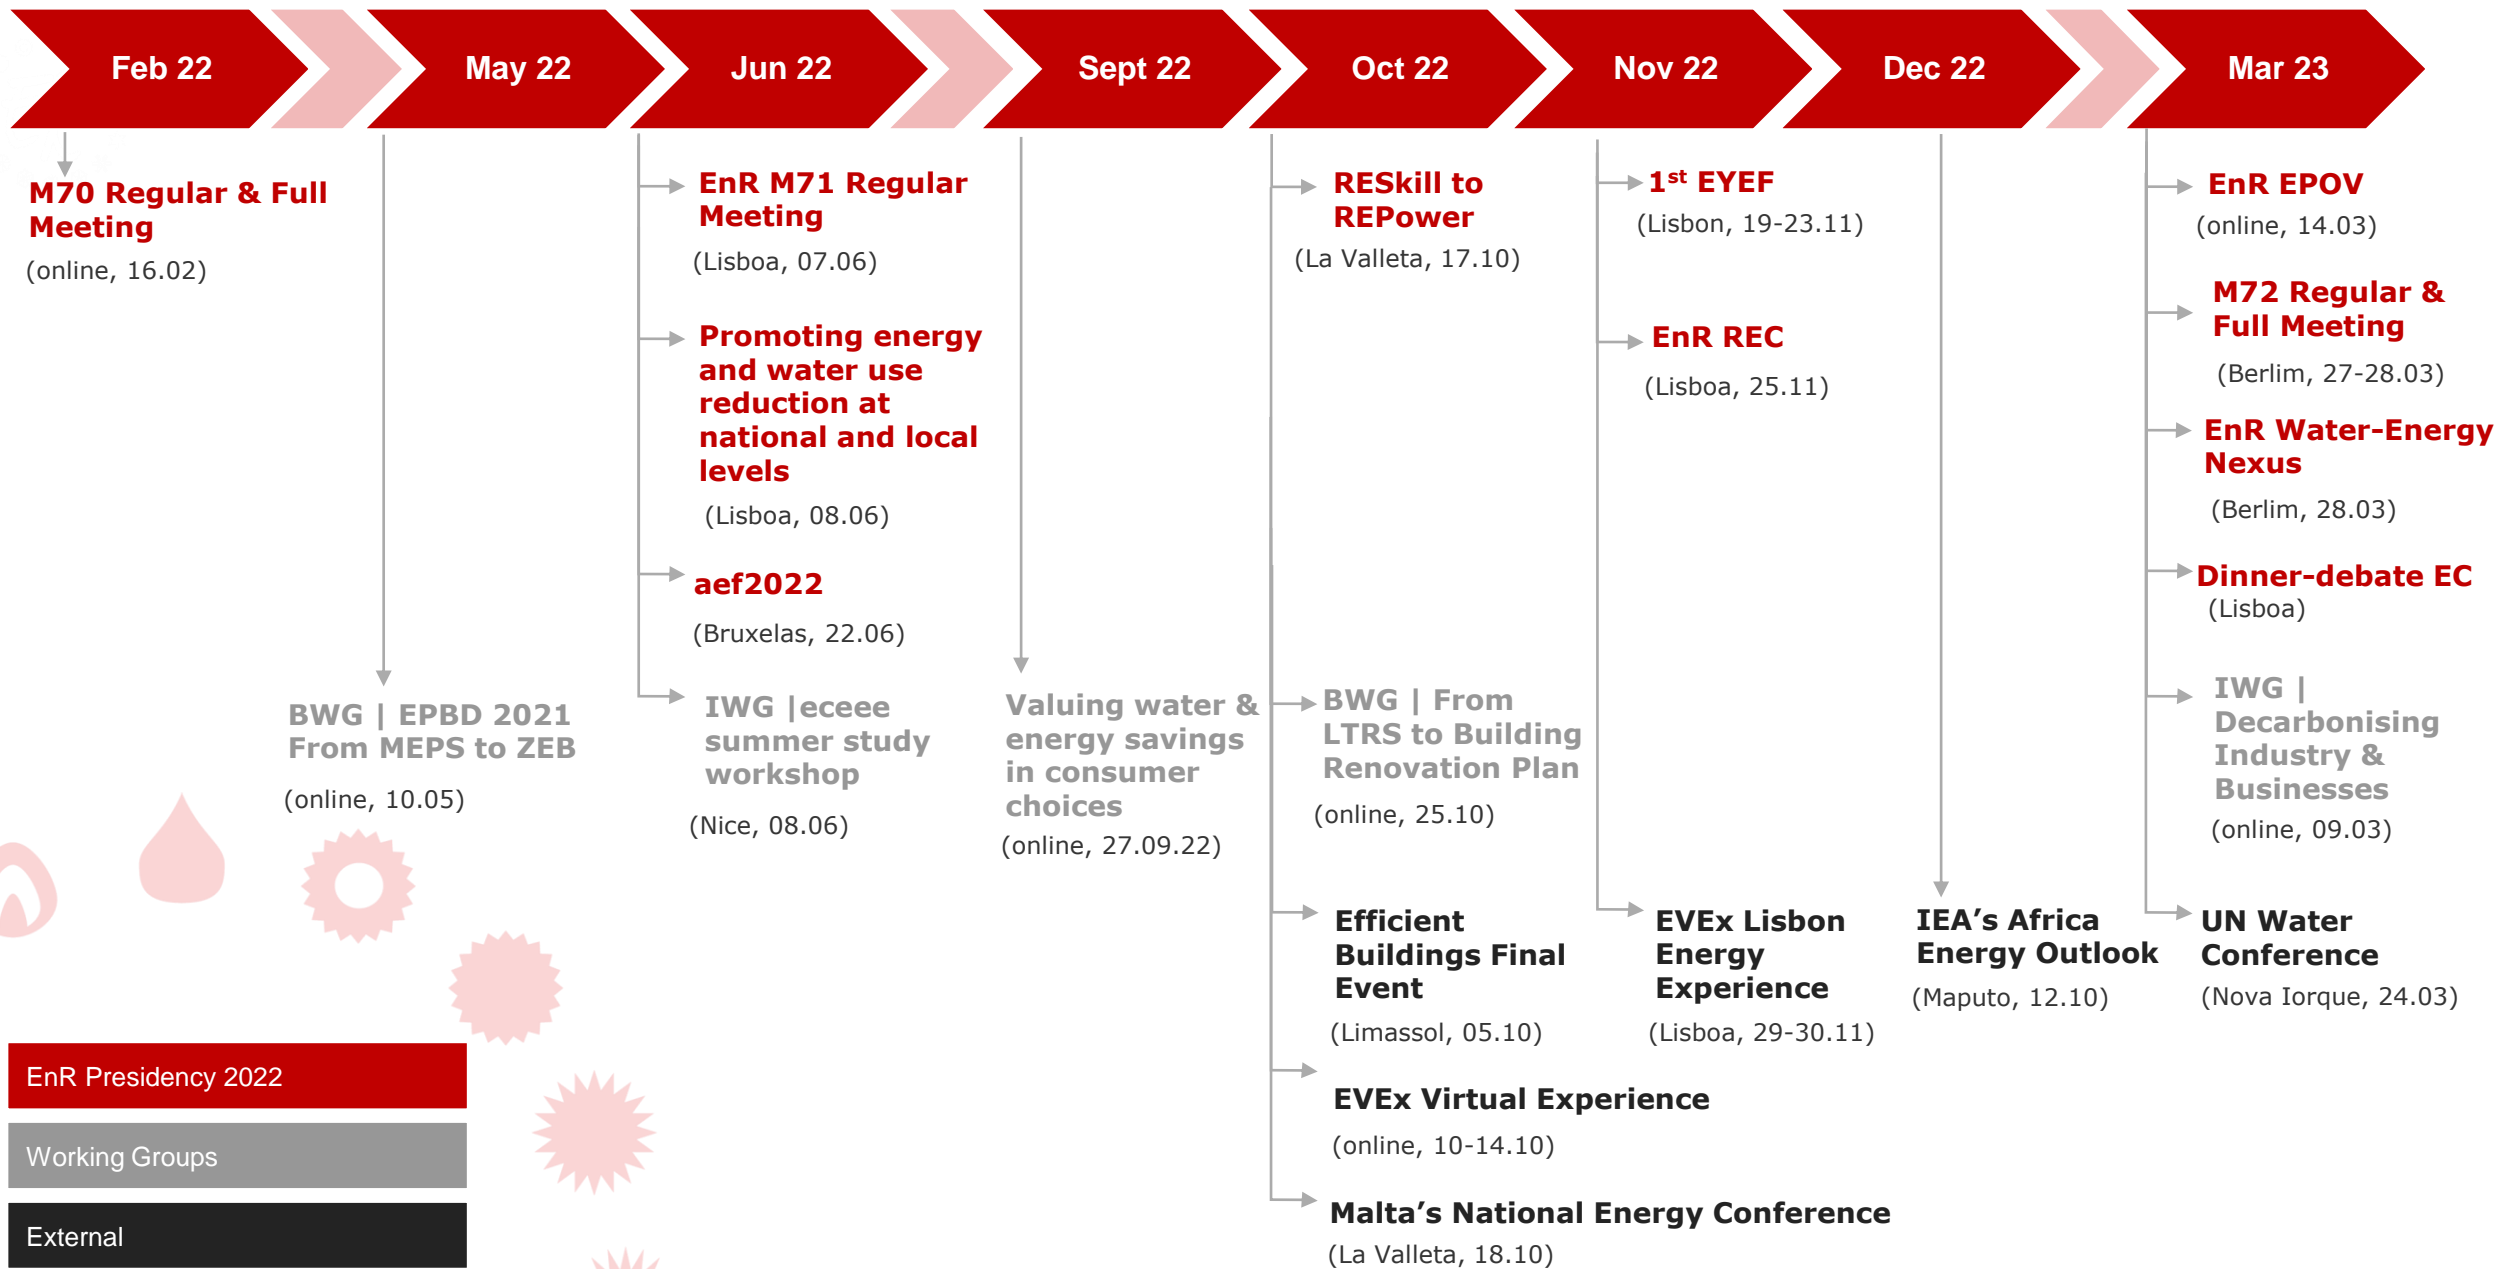 Feb 22
May 22
Jun 22
Sept 22
Oct 22
Nov 22
Dec 22
Mar 23
M70 Regular & Full
Meeting
(online, 16.02)
BWG | EPBD 2021
From MEPS to ZEB
(online, 10.05)
EnR M71 Regular
Meeting
(Lisboa, 07.06)
Promoting energy
and water use
reduction at
national and local
levels
(Lisboa, 08.06)
aef2022
(Bruxelas, 22.06)
IWG |eceee
summer study
workshop
(Nice, 08.06)
Valuing water &
energy savings
in consumer
choices
(online, 27.09.22)
RESkill to
REPower
(La Valleta, 17.10)
BWG | From
LTRS to Building
Renovation Plan
(online, 25.10)
Efficient
Buildings Final
Event
(Limassol, 05.10)
EVEx Virtual Experience
(online, 10-14.10)
Malta’s National Energy Conference
(La Valleta, 18.10)
1st EYEF
(Lisbon, 19-23.11)
EnR REC
(Lisboa, 25.11)
EVEx Lisbon
Energy
Experience
(Lisboa, 29-30.11)
IEA’s Africa
Energy Outlook
(Maputo, 12.10)
EnR EPOV
(online, 14.03)
M72 Regular &
Full Meeting
(Berlim, 27-28.03)
EnR Water-Energy
Nexus
(Berlim, 28.03)
Dinner-debate EC
(Lisboa)
IWG |
Decarbonising
Industry &
Businesses
(online, 09.03)
UN Water
Conference
(Nova Iorque, 24.03)
EnR Presidency 2022
Working Groups
External